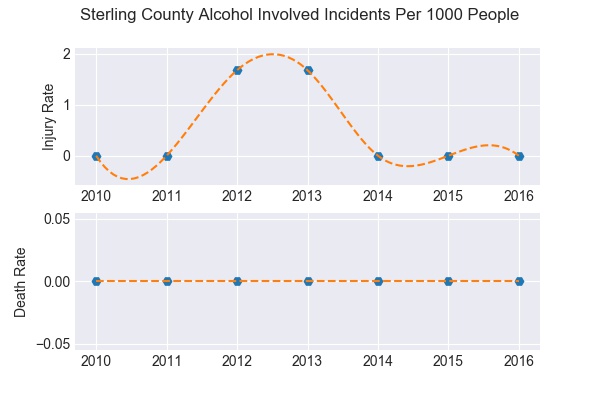 Sterling County Alcohol Involved Incidents Per 1000 People
2
1
0
Injury Rate
2010 2011 2012 2013 2014 2015 2016
0.05
0.00
−0.05
Death Rate
2010 2011 2012 2013 2014 2015 2016